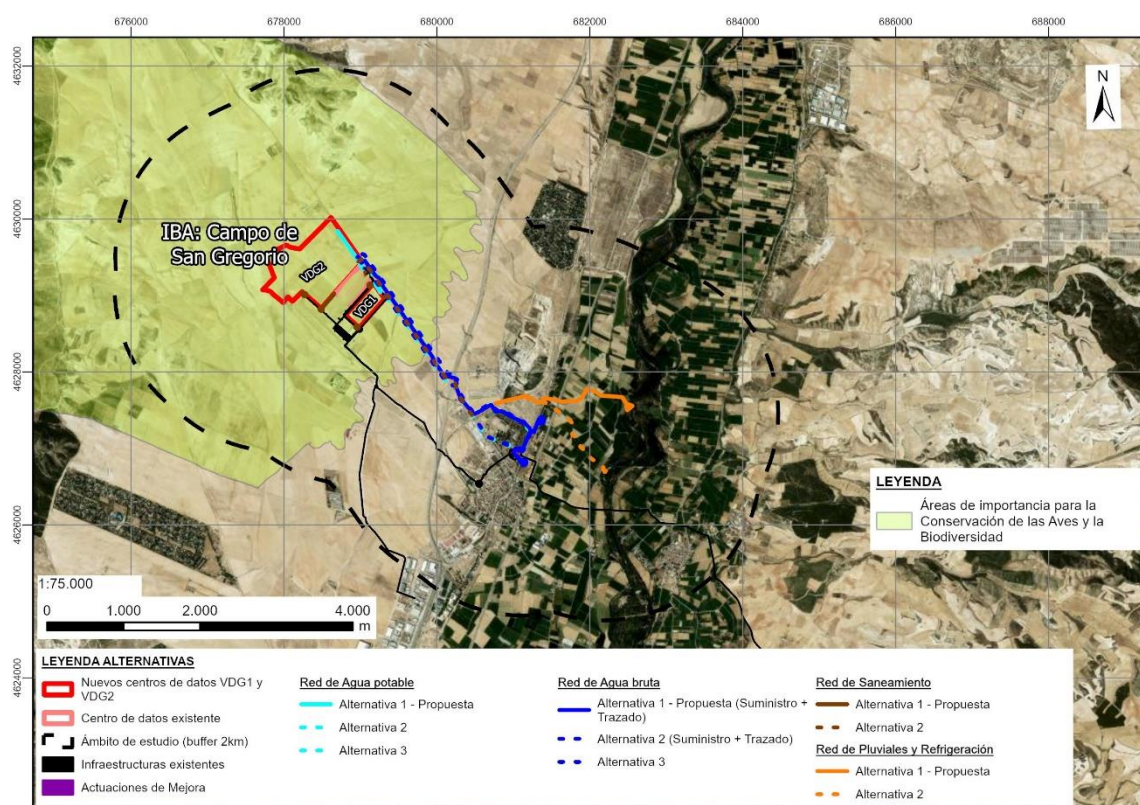 676000 678000 680000 682000 684000 686000 688000
4632000
N
4630000
IBA: Campo de
San Gregorio
VDG2
VDG1
4628000
LEYENDA
Áreas de importancia para la
Conservación de las Aves y la
Biodiversidad
4626000
1:75.000
0 1.000 2.000 4.000
m
4624000
LEYENDA ALTERNATIVAS
Nuevos centros de datos VDG1 y
VDG2
Centro de datos existente
Ámbito de estudio (buffer 2km)
Infraestructuras existentes
Actuaciones de Mejora
Red de Agua potable
Alternativa 1 - Propuesta
Alternativa 2
Alternativa 3
Red de Agua bruta
Alternativa 1 - Propuesta (Suministro +
Trazado)
Alternativa 2 (Suministro + Trazado)
Alternativa 3
Red de Saneamiento
Alternativa 1 - Propuesta
Alternativa 2
Red de Pluviales y Refrigeración
Alternativa 1 - Propuesta
Alternativa 2